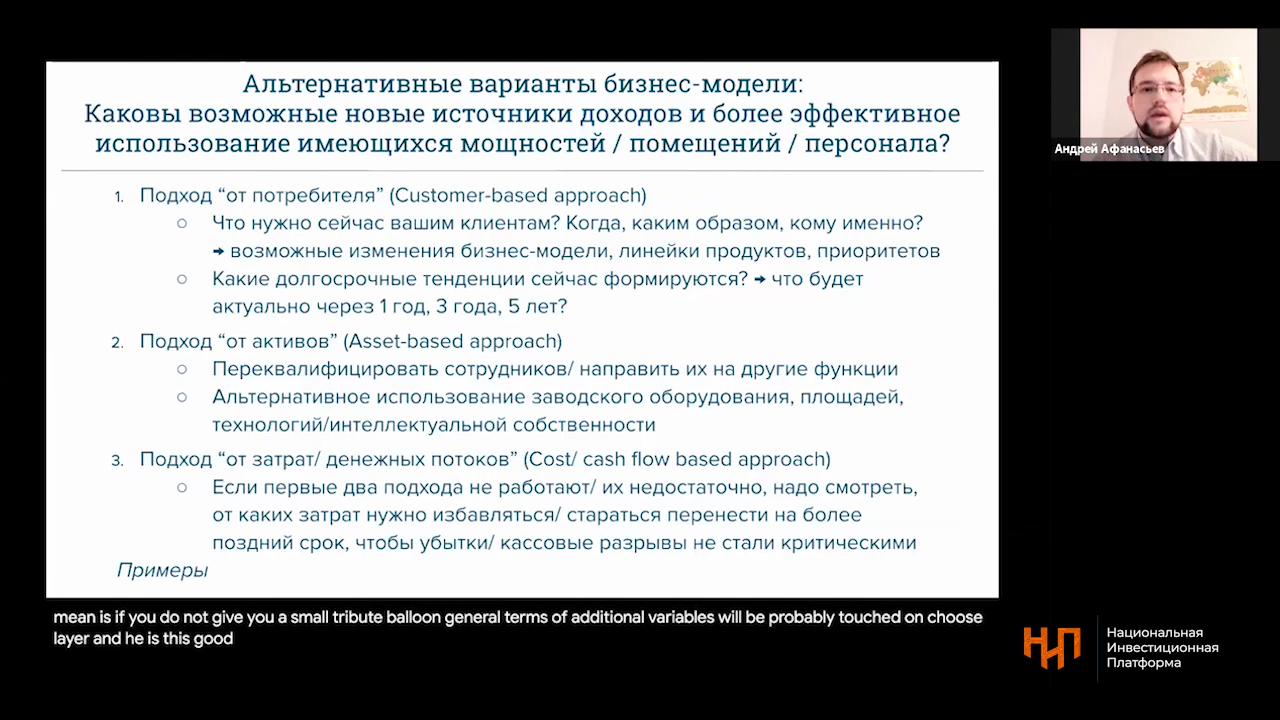 Альтернативные варианты бизнес-модели:
Каковы возможные новые источники доходов и более эффективное
использование имеющихся мощностей / помещений / персонала?
1. Подход “от потребителя” (Customer-based approach)
○ Что нужно сейчас вашим клиентам? Когда, каким образом, кому именно?
→ возможные изменения бизнес-модели, линейки продуктов, приоритетов
○ Какие долгосрочные тенденции сейчас формируются? → что будет
актуально через 1 год, 3 года, 5 лет?
2. Подход “от активов” (Asset-based approach)
○ Переквалифицировать сотрудников/ направить их на другие функции
○ Альтернативное использование заводского оборудования, площадей,
технологий/интеллектуальной собственности
3. Подход “от затрат/ денежных потоков” (Cost/ cash flow based approach)
○ Если первые два подхода не работают/ их недостаточно, надо смотреть,
от каких затрат нужно избавляться/ стараться перенести на более
поздний срок, чтобы убытки/ кассовые разрывы не стали критическими
Примеры
mean is if you do not give you a small tribute balloon general terms of additional variables will be probably touched on choose
layer and he is this good
Андрей Афанасьев
НИП
Национальная
Инвестиционная
Платформа